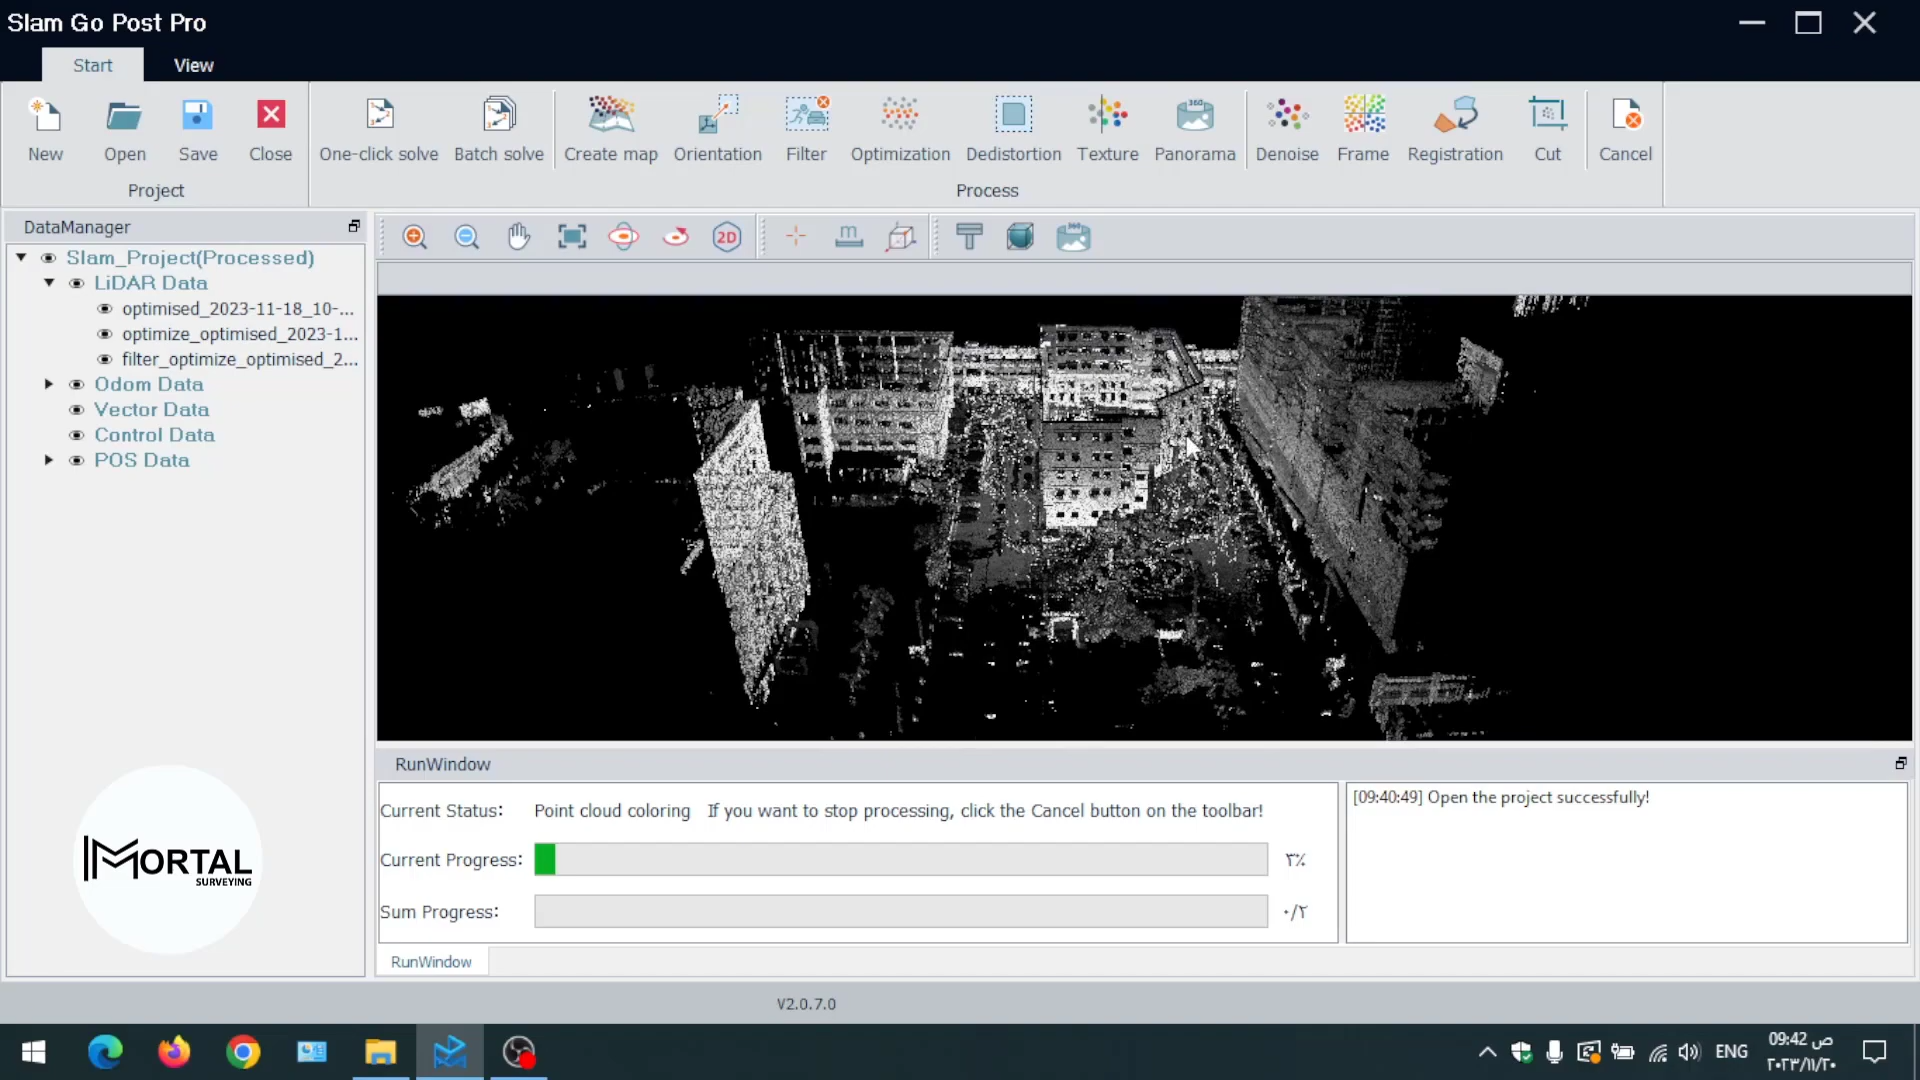 Slam Go Post Pro
Start View
New Open Save Close One-click solve Batch solve Create map Orientation Filter Optimization Dedistortion Texture Panorama Denoise Frame Registration Cut Cancel
Project Process
DataManager
Slam_Project(Processed)
LiDAR Data
optimised_2023-11-18_10-...
optimize_optimised_2023-1...
filter_optimize_optimised_2...
Odom Data
Vector Data
Control Data
POS Data
2D
m
360
MORTAL
SURVEYING
RunWindow
Current Status: Point cloud coloring If you want to stop processing, click the Cancel button on the toolbar!
Current Progress: ٣%
Sum Progress: ٠/٢
[09:40:49] Open the project successfully!
RunWindow
V2.0.7.0
ENG
09:42 ص
٢٠٢٣/١١/٢٠